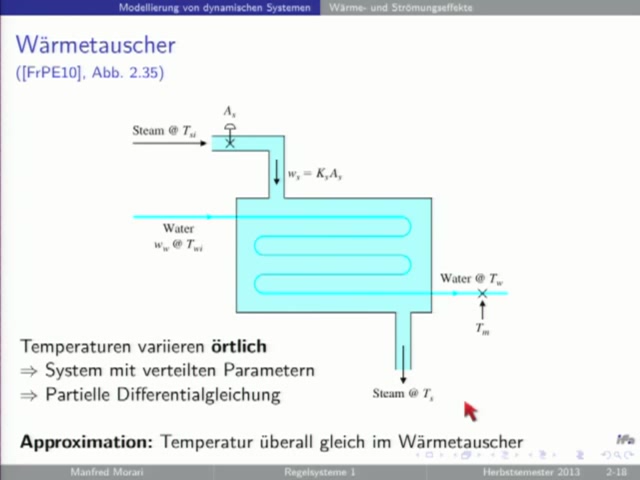 Modellierung von dynamischen Systemen Wärme- und Strömungseffekte
Wärmetauscher
([FrPE10], Abb. 2.35)
A_s
Steam @ T_si
w_s = K_s A_s
Water
w_w @ T_wi
Water @ T_w
T_m
Steam @ T_s
Temperaturen variieren örtlich
⇒ System mit verteilten Parametern
⇒ Partielle Differentialgleichung
Approximation: Temperatur überall gleich im Wärmetauscher
Manfred Morari Regelsysteme 1 Herbstsemester 2013 2-18